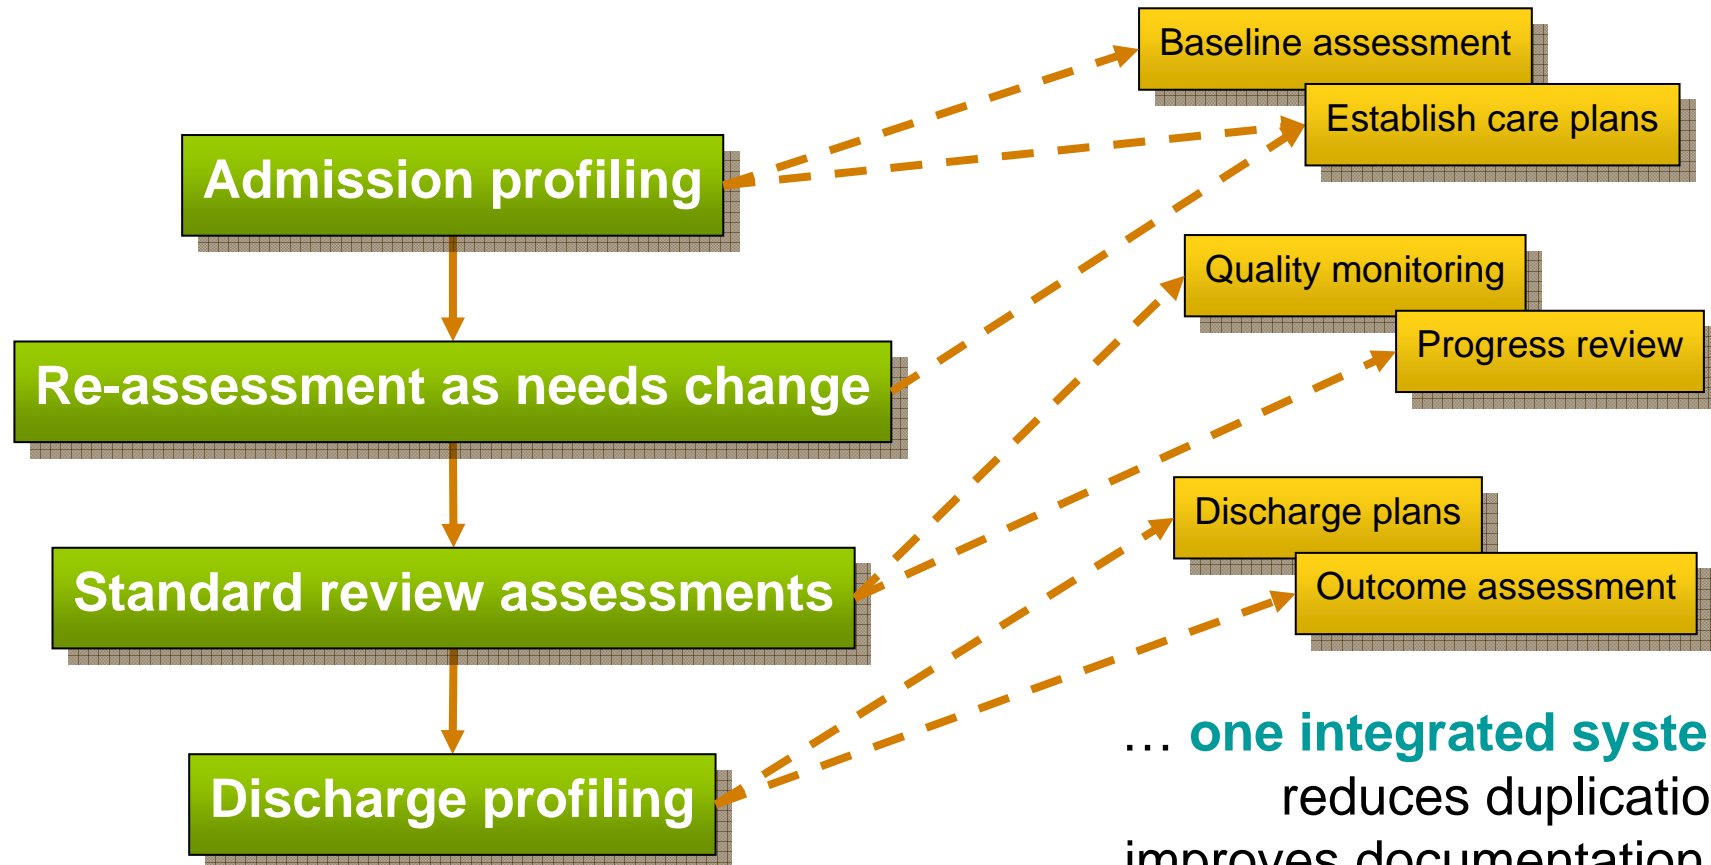 Baseline assessment
Establish care plans
Admission profiling
Quality monitoring
Progress review
Re-assessment as needs change
Discharge plans
Standard review assessments
Outcome assessment
… one integrated syste
reduces duplicatio
Discharge profiling
improves documentation